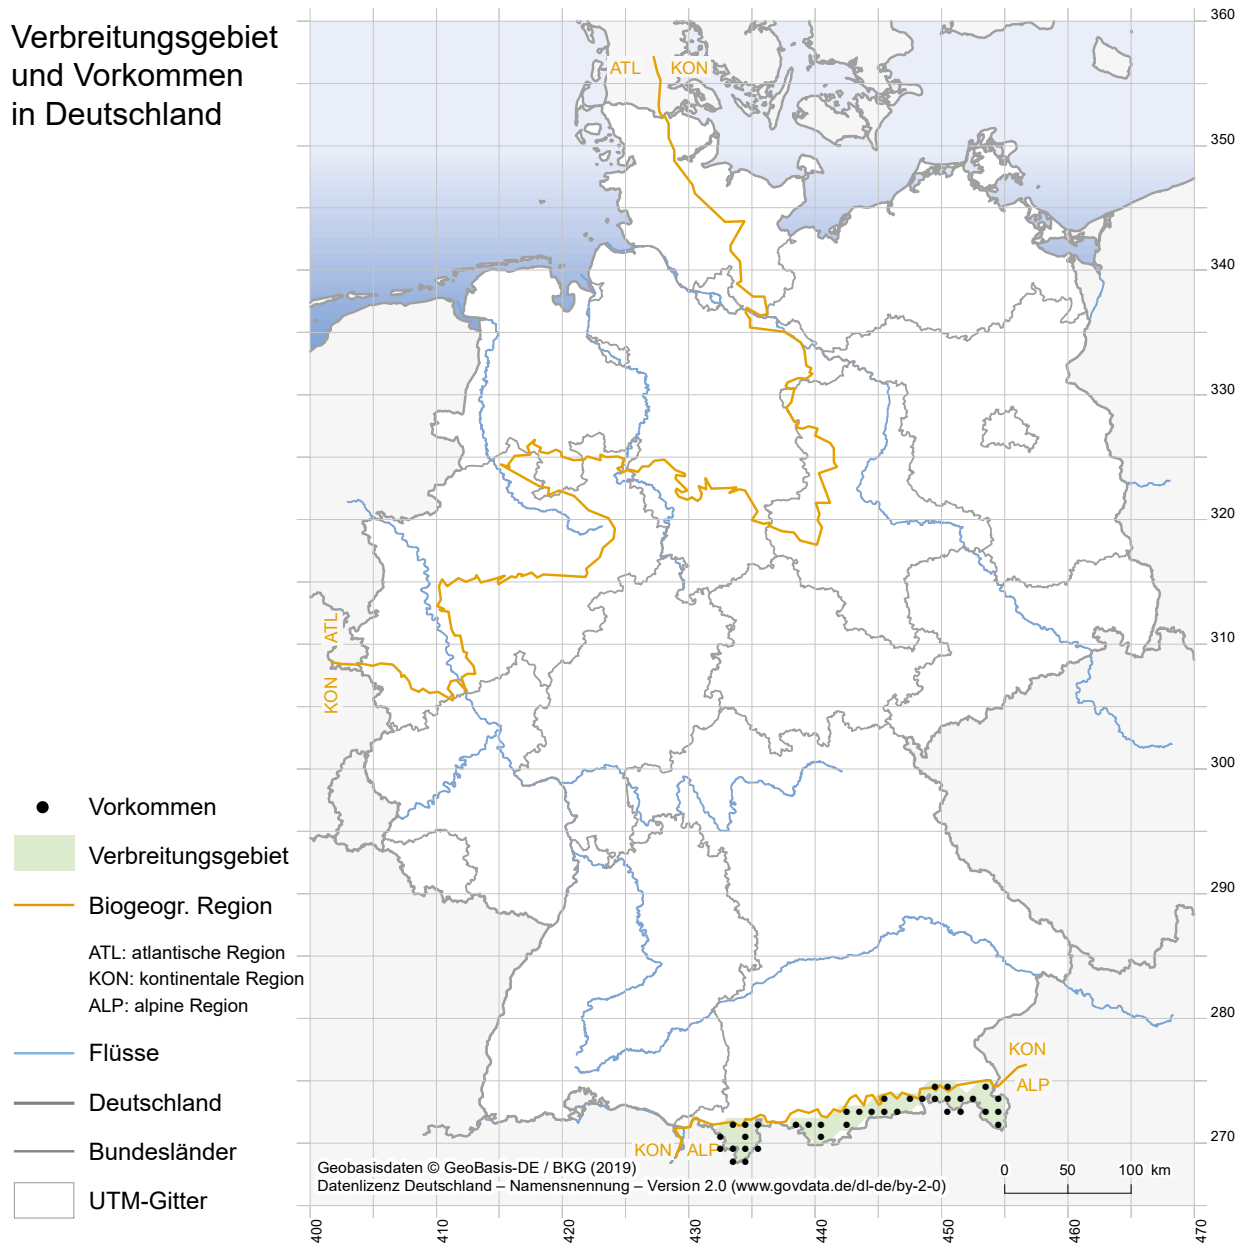 Verbreitungsgebiet
und Vorkommen
in Deutschland
ATL KON
360
350
340
330
320
310
300
290
280
270
ATL
KON
Vorkommen
Verbreitungsgebiet
Biogeogr. Region
ATL: atlantische Region
KON: kontinentale Region
ALP: alpine Region
Flüsse
Deutschland
Bundesländer
UTM-Gitter
KON
ALP
KON ALP
Geobasisdaten © GeoBasis-DE / BKG (2019)
Datenlizenz Deutschland – Namensnennung – Version 2.0 (www.govdata.de/dl-de/by-2-0)
0 50 100 km
400 410 420 430 440 450 460 470